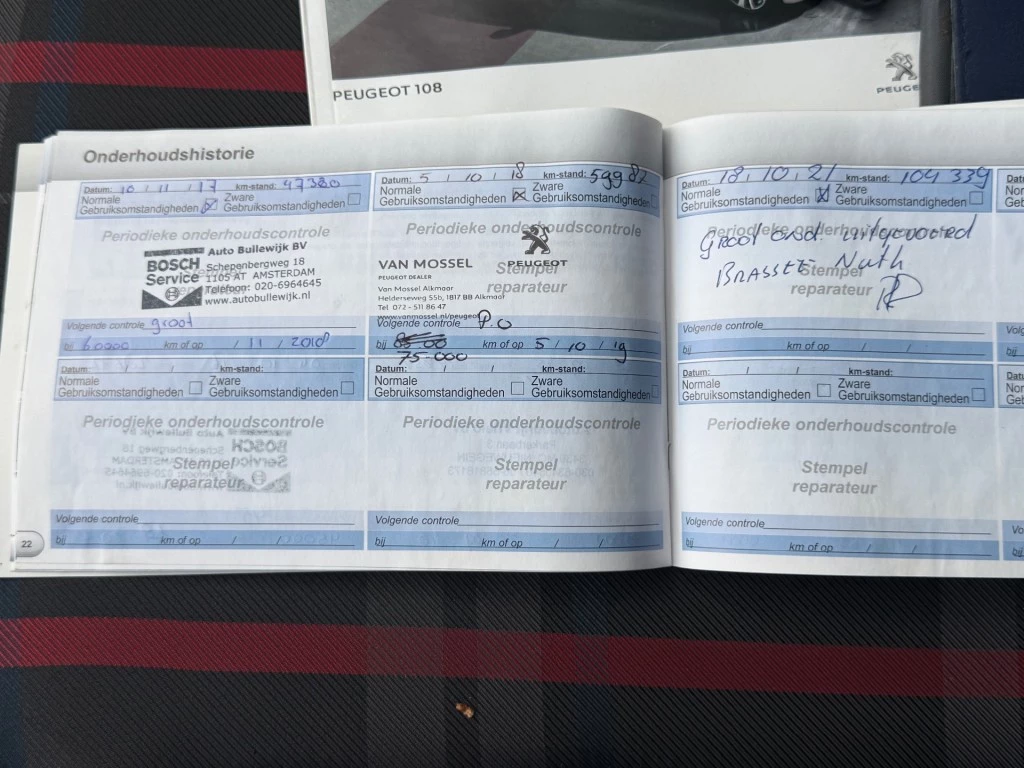 PEUGEOT 108
PEUGE
Onderhoudshistorie
Datum: 10 / 11 / 17 km-stand: 47380
Normale Gebruiksomstandigheden
Zware Gebruiksomstandigheden
Periodieke onderhoudscontrole
BOSCH Service
Auto Bullewijk BV
Schepenbergweg 18
1105 AT AMSTERDAM
Telefoon: 020-6964645
www.autobullewijk.nl
Volgende controle groot
bij 60000 km of op / 11 / 2018
Datum: 5 / 10 / 18 km-stand: 59982
Normale Gebruiksomstandigheden
Zware Gebruiksomstandigheden
Periodieke onderhoudscontrole
PEUGEOT
VAN MOSSEL
PEUGEOT DEALER
Stempel
reparateur
Van Mossel Alkmaar
Helderseweg 55b, 1817 BB Alkmaar
Tel 072 - 511 86 47
www.vanmossel.nl/peugeot
Volgende controle P.O
bij km of op 5 / 10 / 19
75.000
Datum: 18, 10, 21 km-stand: 104 339
Normale Gebruiksomstandigheden
Zware Gebruiksomstandigheden
Periodieke onderhoudscontrole
Groot ond. uitgevoerd
BRASSEE Nuth
Stempel
reparateur
Volgende controle
bij km of op / /
Datum: / / km-stand:
Normale Gebruiksomstandigheden
Zware Gebruiksomstandigheden
Periodieke onderhoudscontrole
Stempel
reparateur
Volgende controle
bij km of op / /
Datum: / / km-stand:
Normale Gebruiksomstandigheden
Zware Gebruiksomstandigheden
Periodieke onderhoudscontrole
Stempel
reparateur
Volgende controle
bij km of op / /
Datum: / / km-stand:
Normale Gebruiksomstandigheden
Zware Gebruiksomstandigheden
Periodieke onderhoudscontrole
Stempel
reparateur
Volgende controle
bij km of op / /
22